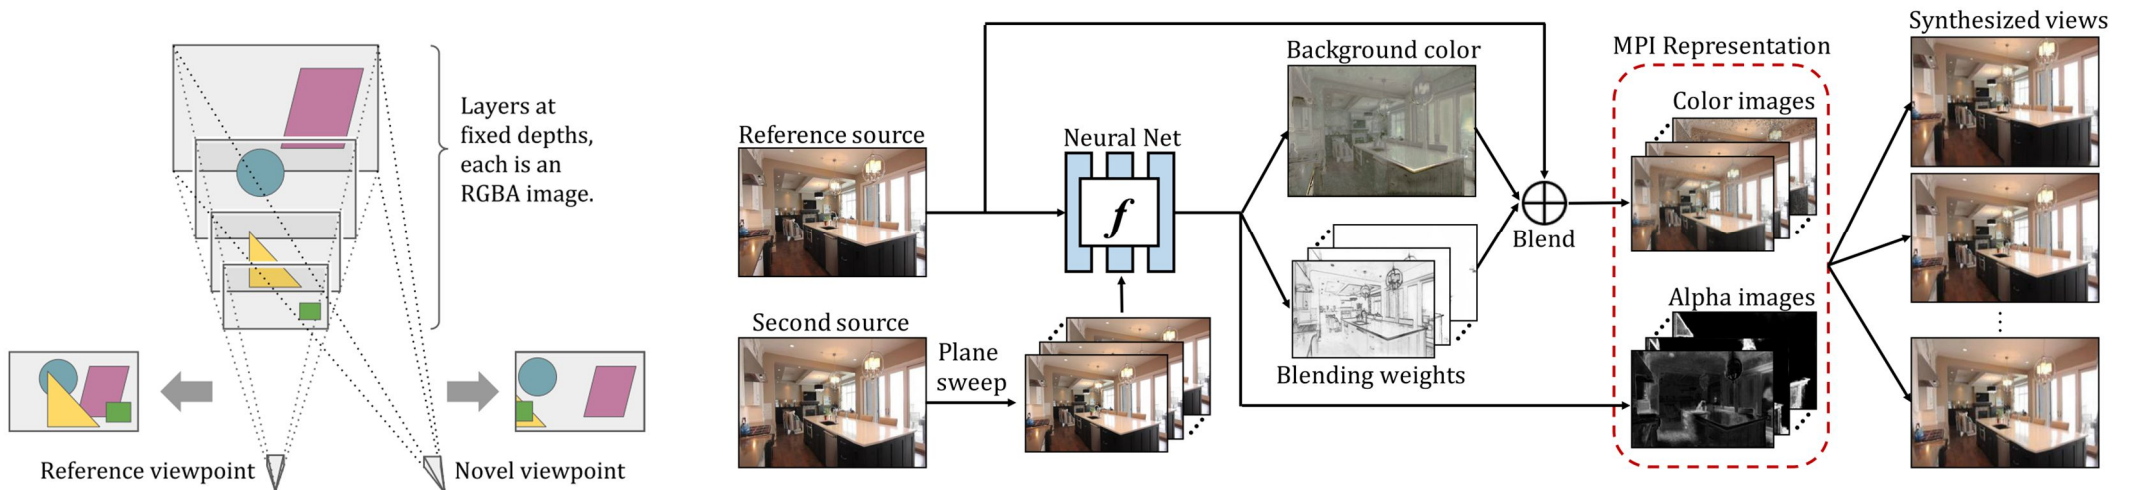 Layers at
fixed depths,
each is an
RGBA image.
Reference viewpoint
Novel viewpoint
Reference source
Second source
Plane
sweep
Neural Net
f
Background color
Blending weights
Blend
MPI Representation
Color images
Alpha images
Synthesized views